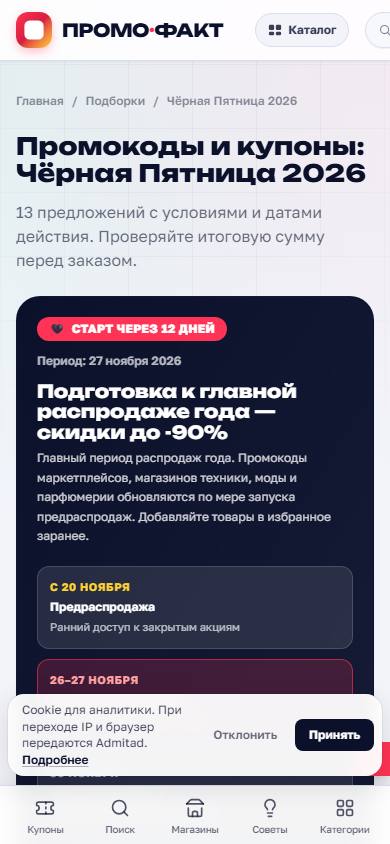 ПРОМО•ФАКТ
Каталог
Главная / Подборки / Чёрная Пятница 2026
Промокоды и купоны:
Чёрная Пятница 2026
13 предложений с условиями и датами
действия. Проверяйте итоговую сумму
перед заказом.
СТАРТ ЧЕРЕЗ 12 ДНЕЙ
Период: 27 ноября 2026
Подготовка к главной
распродаже года —
скидки до -90%
Главный период распродаж года. Промокоды
маркетплейсов, магазинов техники, моды и
парфюмерии обновляются по мере запуска
предраспродаж. Добавляйте товары в избранное
заранее.
С 20 НОЯБРЯ
Предраспродажа
Ранний доступ к закрытым акциям
26–27 НОЯБРЯ
Cookie для аналитики. При
переходе IP и браузер
передаются Admitad.
Подробнее
Отклонить
Принять
Купоны
Поиск
Магазины
Советы
Категории